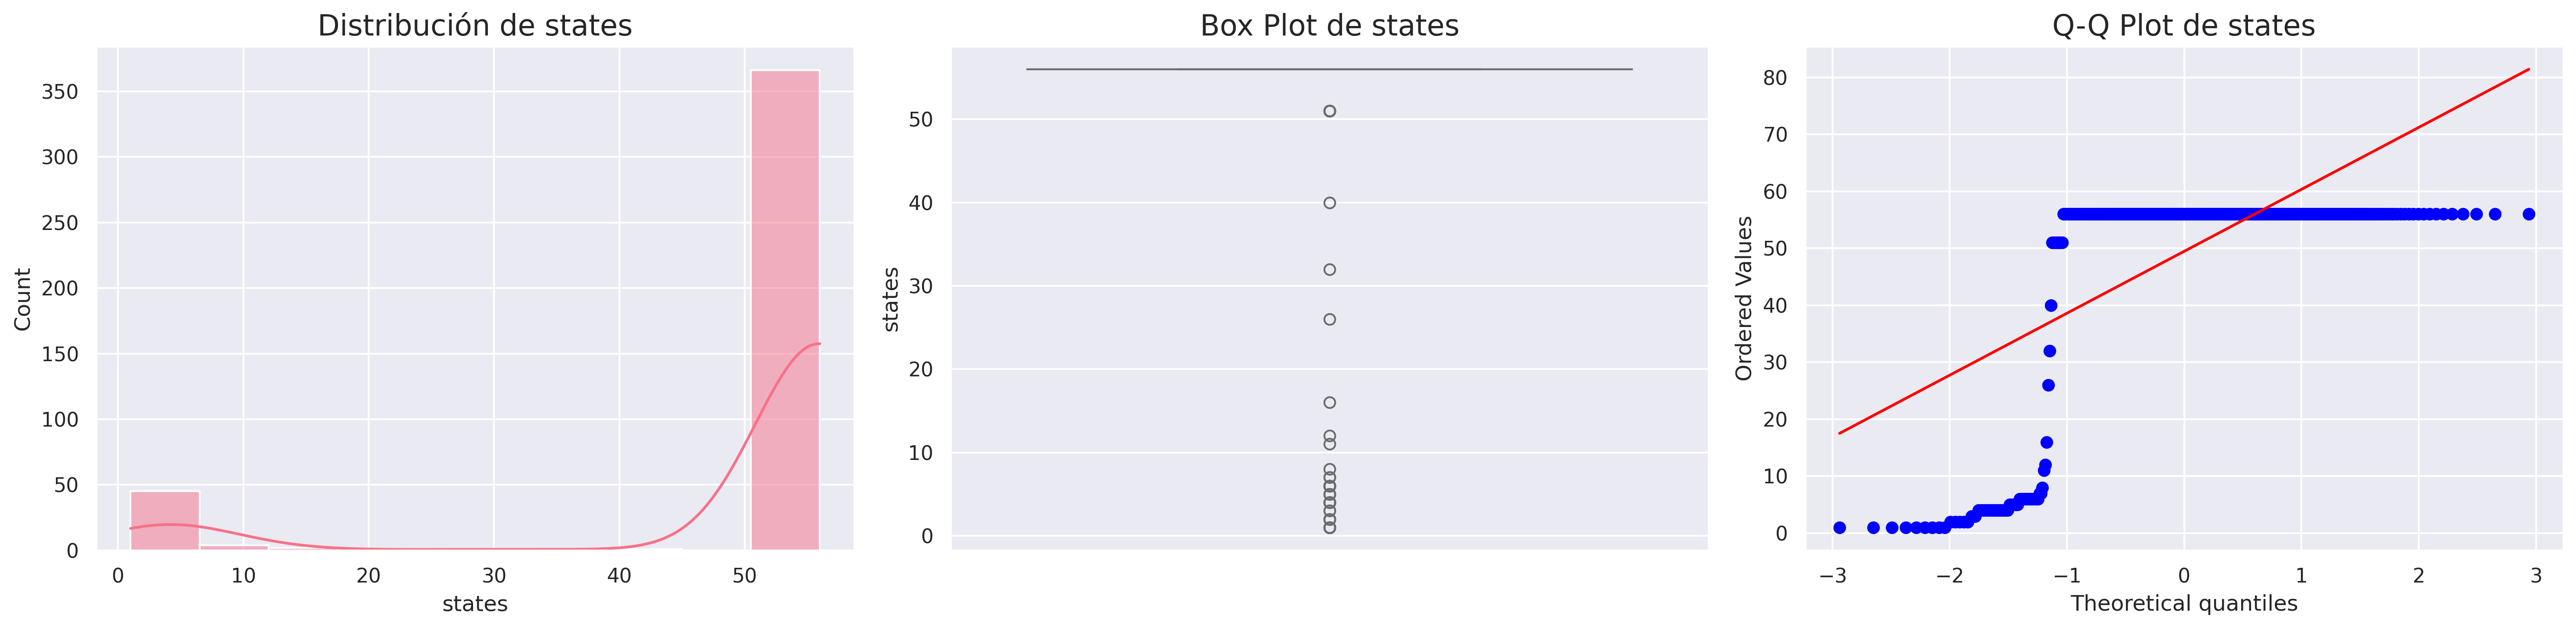 Distribución de states
Count
350
300
250
200
150
100
50
0
0 10 20 30 40 50
states
Box Plot de states
states
50
40
30
20
10
0
Q-Q Plot de states
Ordered Values
80
70
60
50
40
30
20
10
0
−3 −2 −1 0 1 2 3
Theoretical quantiles